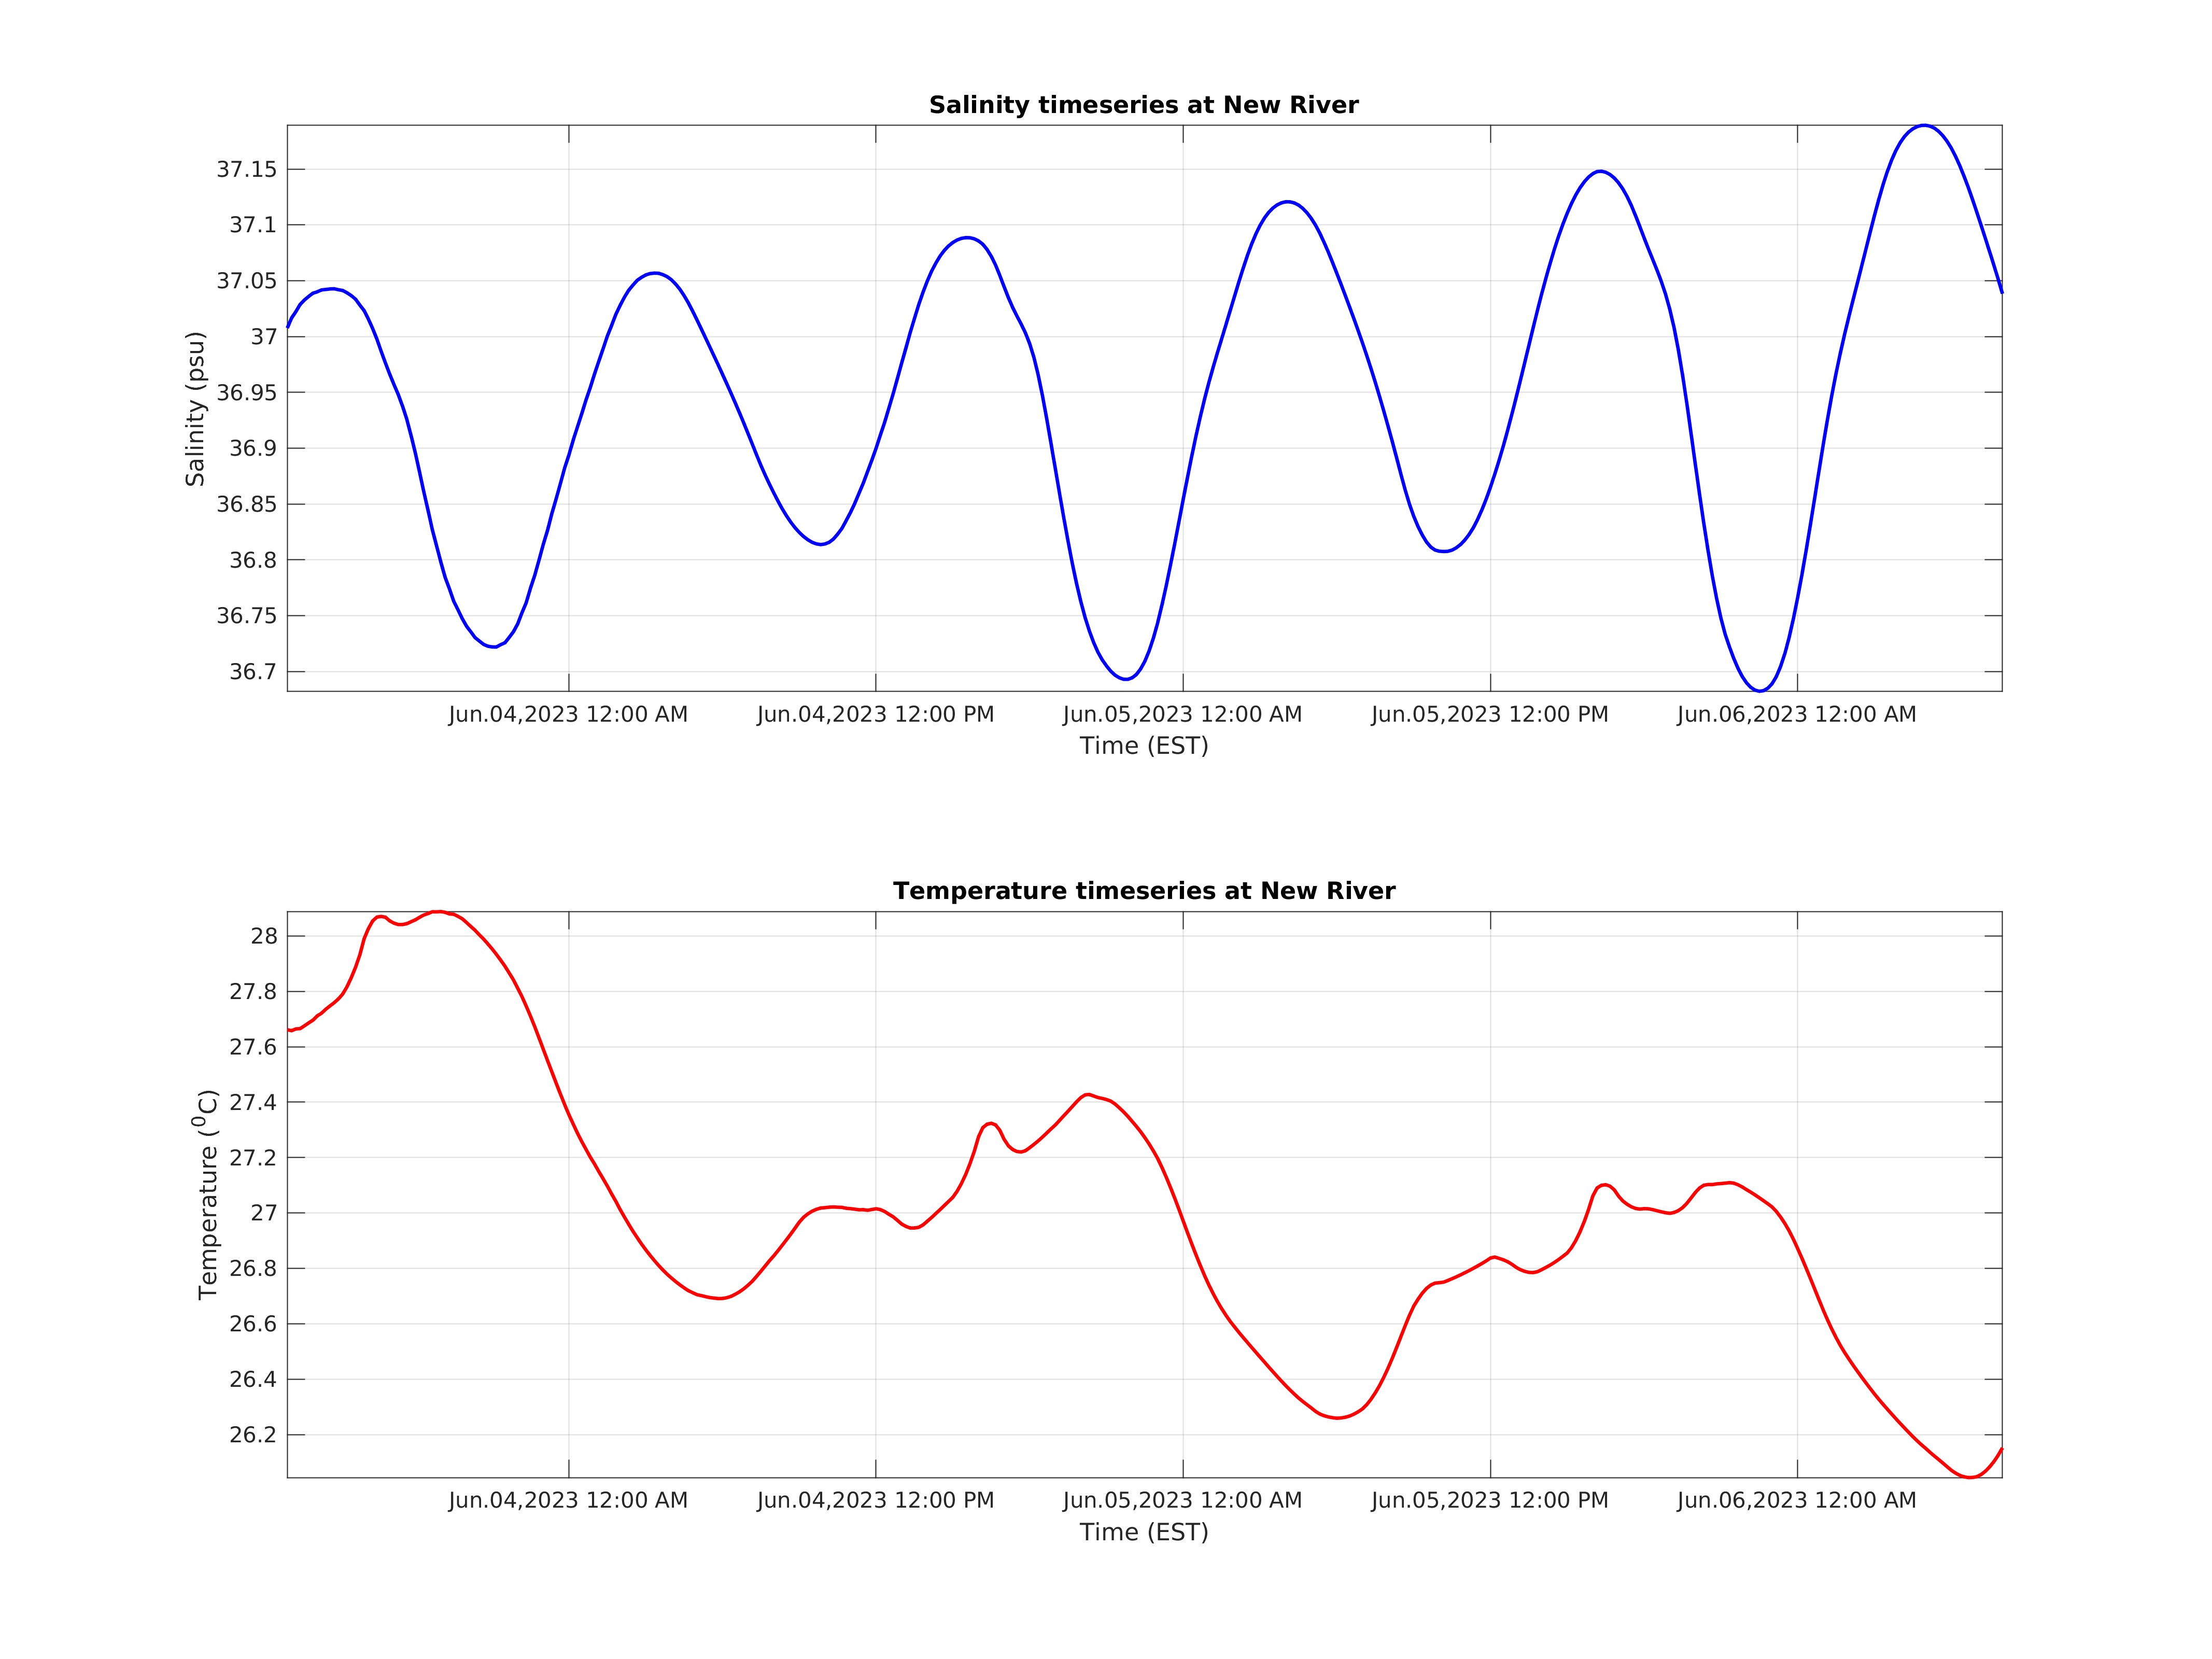 Salinity timeseries at New River
Salinity (psu)
37.15
37.1
37.05
37
36.95
36.9
36.85
36.8
36.75
36.7
Jun.04,2023 12:00 AM Jun.04,2023 12:00 PM Jun.05,2023 12:00 AM Jun.05,2023 12:00 PM Jun.06,2023 12:00 AM
Time (EST)
Temperature timeseries at New River
Temperature (⁰C)
28
27.8
27.6
27.4
27.2
27
26.8
26.6
26.4
26.2
Jun.04,2023 12:00 AM Jun.04,2023 12:00 PM Jun.05,2023 12:00 AM Jun.05,2023 12:00 PM Jun.06,2023 12:00 AM
Time (EST)